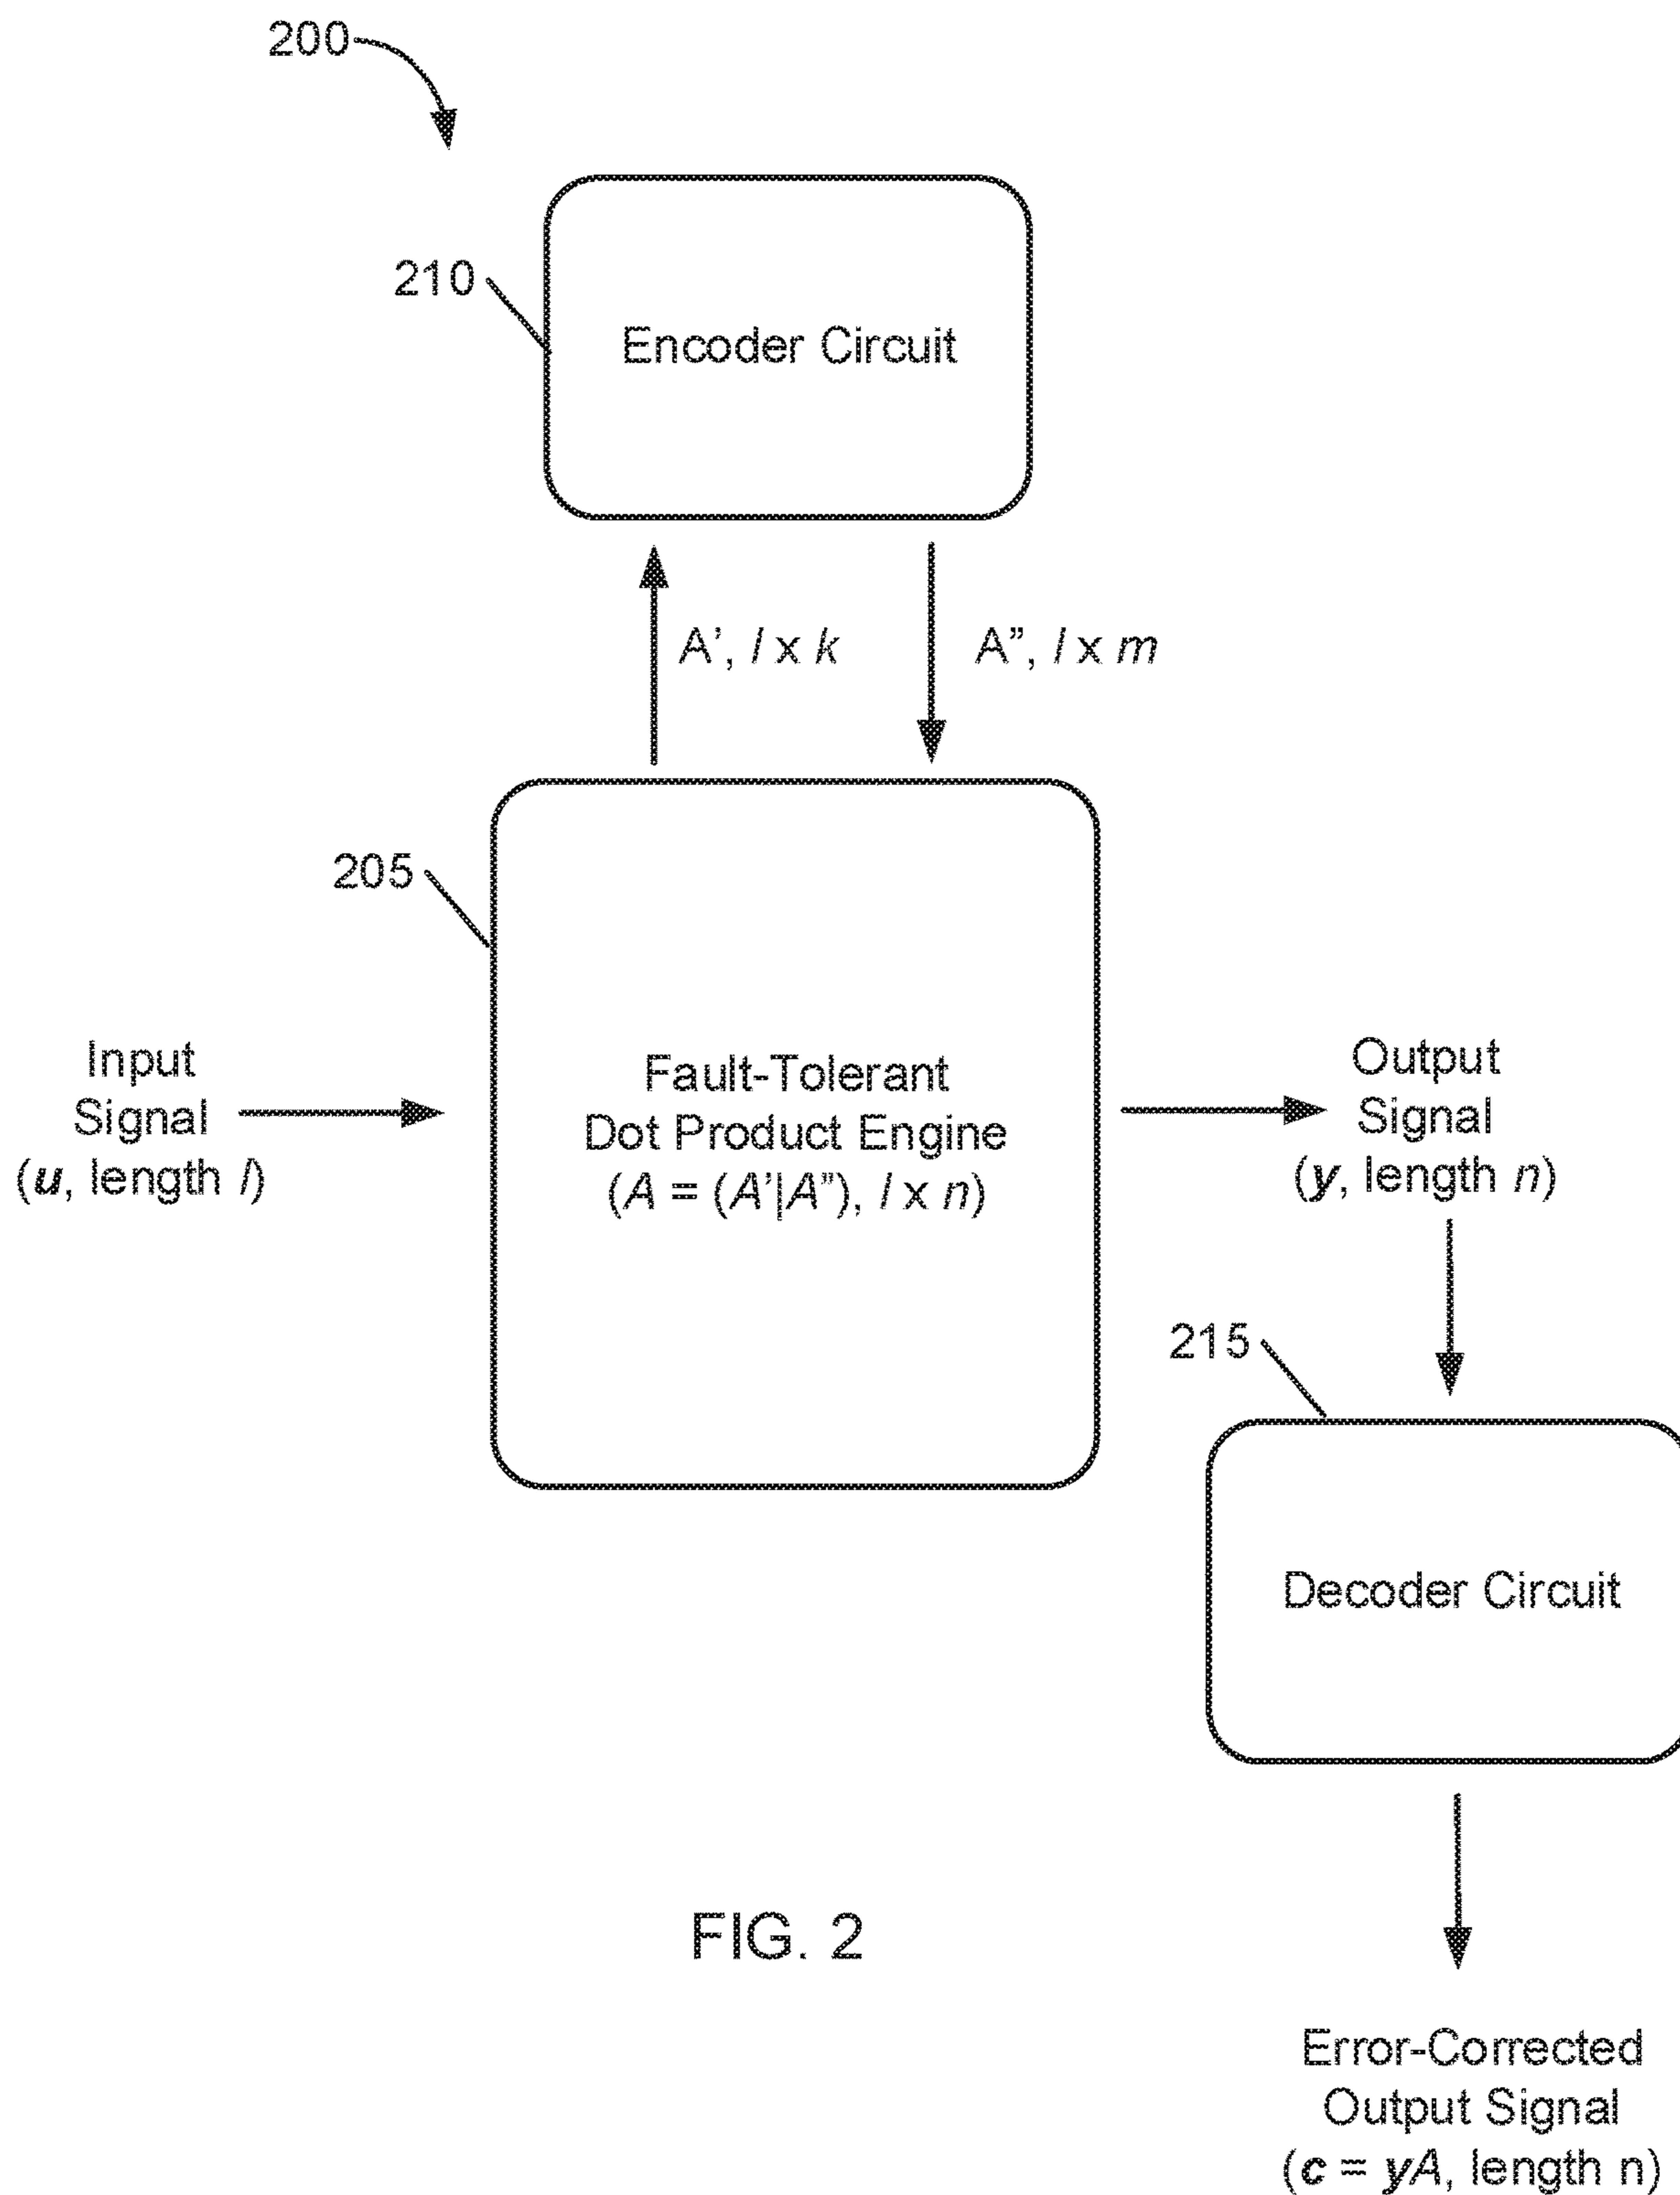 200
210
Encoder Circuit
A', l x k
A”, l x m
205
Input
Signal
(u, length l)
Fault-Tolerant
Dot Product Engine
(A = (A'|A”), l x n)
Output
Signal
(y, length n)
215
Decoder Circuit
FIG. 2
Error-Corrected
Output Signal
(c = yA, length n)